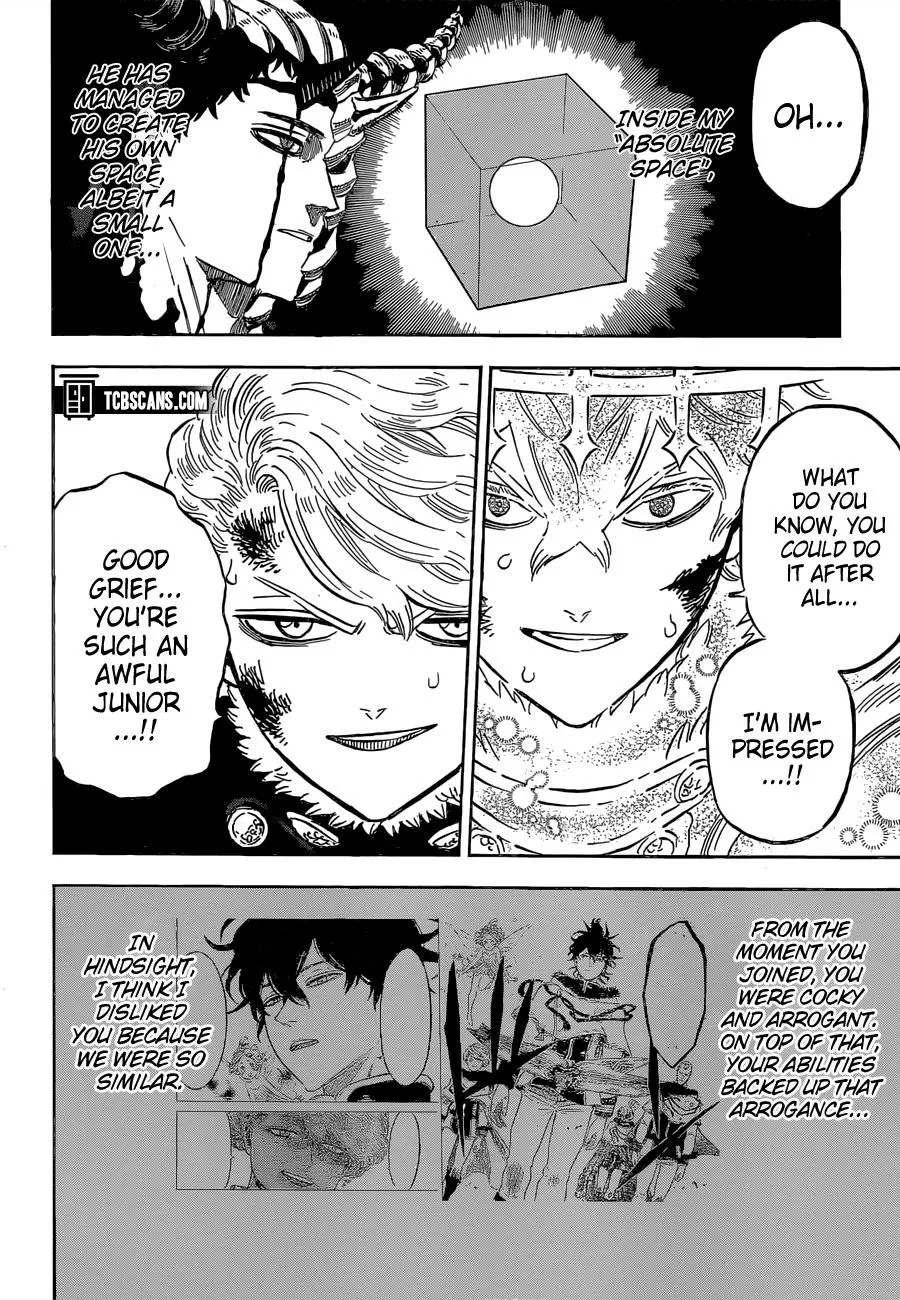 OH...
INSIDE MY
"ABSOLUTE
SPACE",
HE HAS
MANAGED
TO CREATE
HIS OWN
SPACE,
ALBEIT A
SMALL
ONE...
TCBSCANS.COM
WHAT
DO YOU
KNOW, YOU
COULD DO
IT AFTER
ALL...
I'M IM-
PRESSED
...!!
GOOD
GRIEF...
YOU'RE
SUCH AN
AWFUL
JUNIOR
...!!
FROM THE
MOMENT YOU
JOINED, YOU
WERE COCKY
AND ARROGANT.
ON TOP OF THAT,
YOUR ABILITIES
BACKED UP THAT
ARROGANCE...
IN
HINDSIGHT,
I THINK I
DISLIKED
YOU BECAUSE
WE WERE SO
SIMILAR.